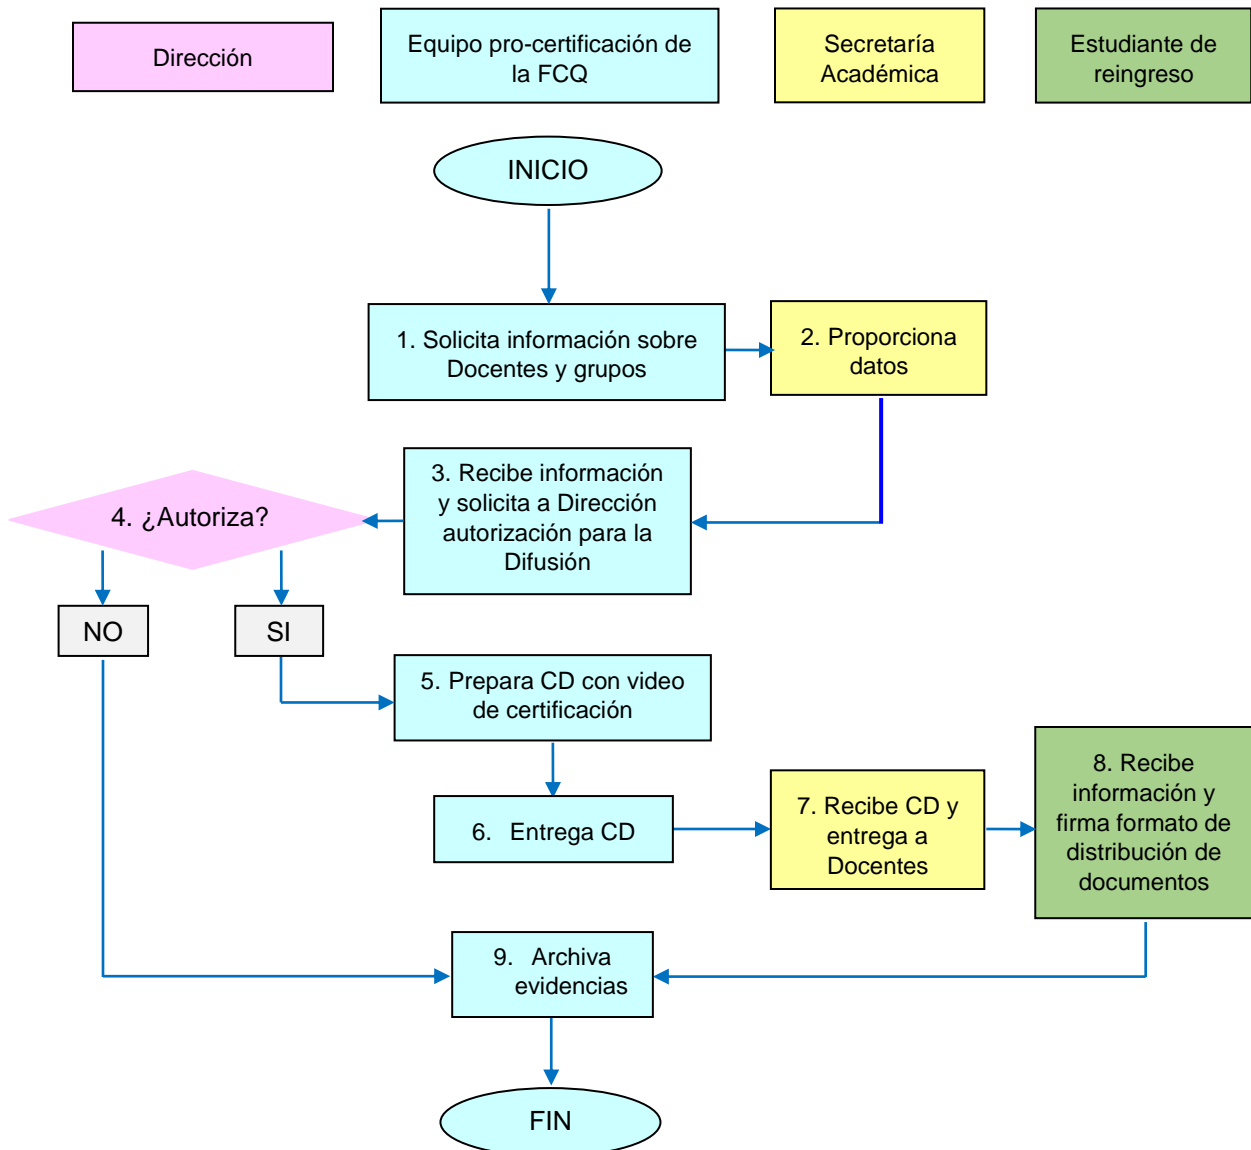 Dirección
Equipo pro-certificación de
la FCQ
Secretaría
Académica
Estudiante de
reingreso
INICIO
1. Solicita información sobre
Docentes y grupos
2. Proporciona
datos
3. Recibe información
y solicita a Dirección
autorización para la
Difusión
4. ¿Autoriza?
NO
SI
5. Prepara CD con video
de certificación
6. Entrega CD
7. Recibe CD y
entrega a
Docentes
8. Recibe
información y
firma formato de
distribución de
documentos
9. Archiva
evidencias
FIN